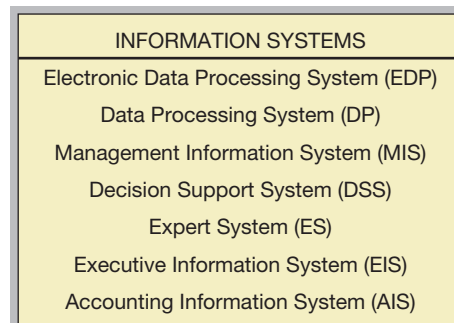 INFORMATION SYSTEMS
Electronic Data Processing System (EDP)
Data Processing System (DP)
Management Information System (MIS)
Decision Support System (DSS)
Expert System (ES)
Executive Information System (EIS)
Accounting Information System (AIS)